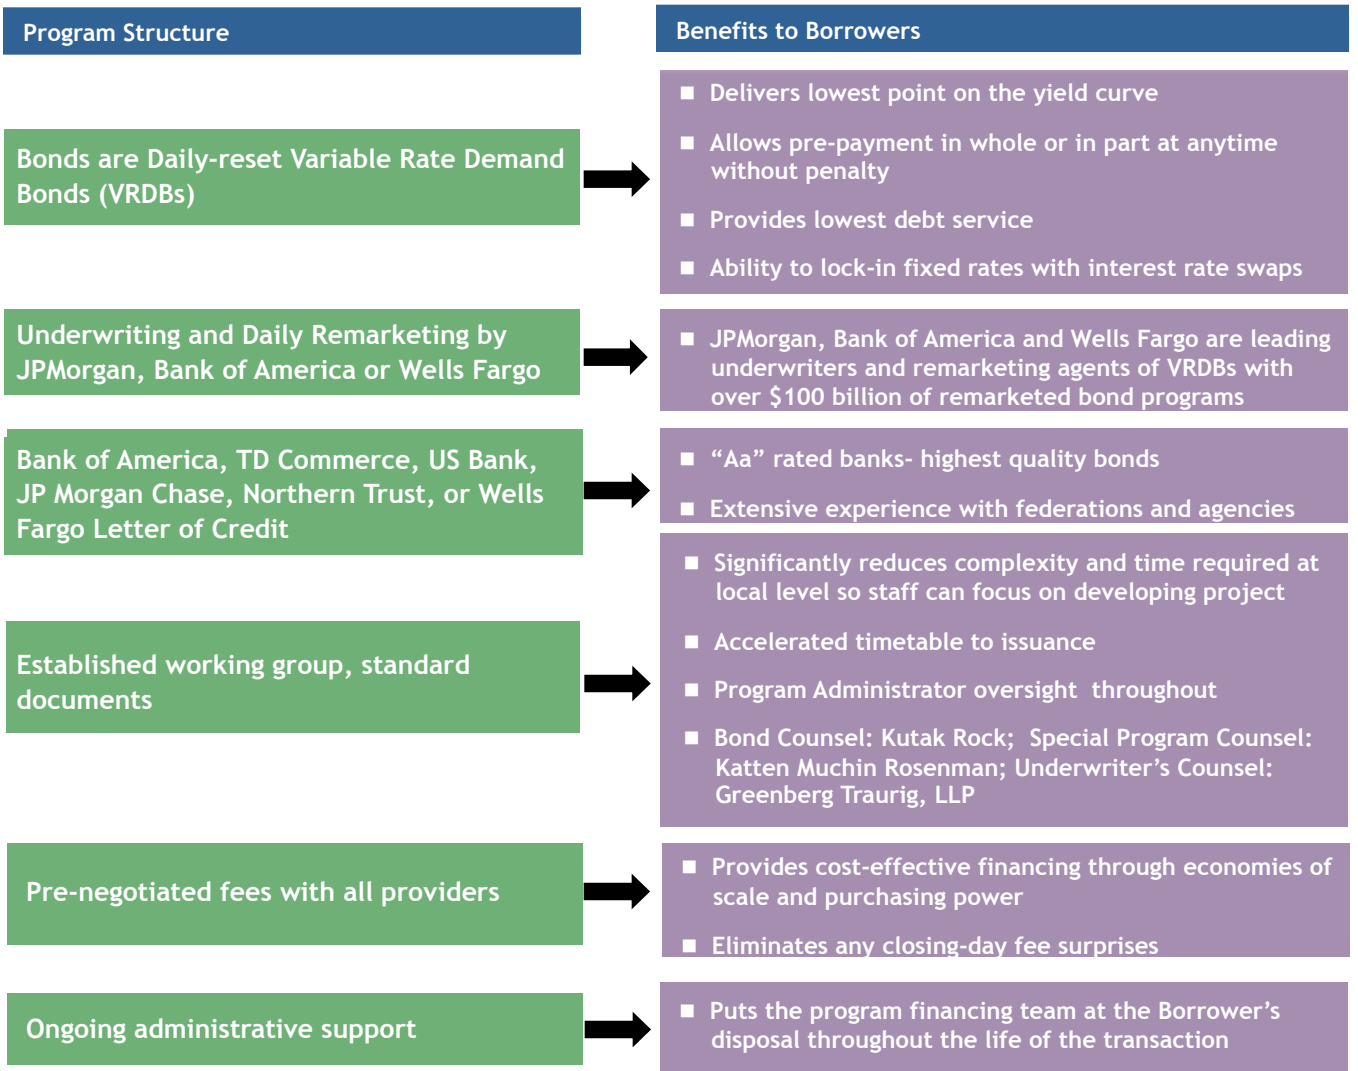 Program Structure
Benefits to Borrowers
Bonds are Daily-reset Variable Rate Demand
Bonds (VRDBs)
■ Delivers lowest point on the yield curve
■ Allows pre-payment in whole or in part at anytime
without penalty
■ Provides lowest debt service
■ Ability to lock-in fixed rates with interest rate swaps
Underwriting and Daily Remarketing by
JPMorgan, Bank of America or Wells Fargo
■ JPMorgan, Bank of America and Wells Fargo are leading
underwriters and remarketing agents of VRDBs with
over $100 billion of remarketed bond programs
Bank of America, TD Commerce, US Bank,
JP Morgan Chase, Northern Trust, or Wells
Fargo Letter of Credit
■ “Aa” rated banks- highest quality bonds
■ Extensive experience with federations and agencies
Established working group, standard
documents
■ Significantly reduces complexity and time required at
local level so staff can focus on developing project
■ Accelerated timetable to issuance
■ Program Administrator oversight  throughout
■ Bond Counsel: Kutak Rock;  Special Program Counsel:
Katten Muchin Rosenman; Underwriter’s Counsel:
Greenberg Traurig, LLP
Pre-negotiated fees with all providers
■ Provides cost-effective financing through economies of
scale and purchasing power
■ Eliminates any closing-day fee surprises
Ongoing administrative support
■ Puts the program financing team at the Borrower’s
disposal throughout the life of the transaction